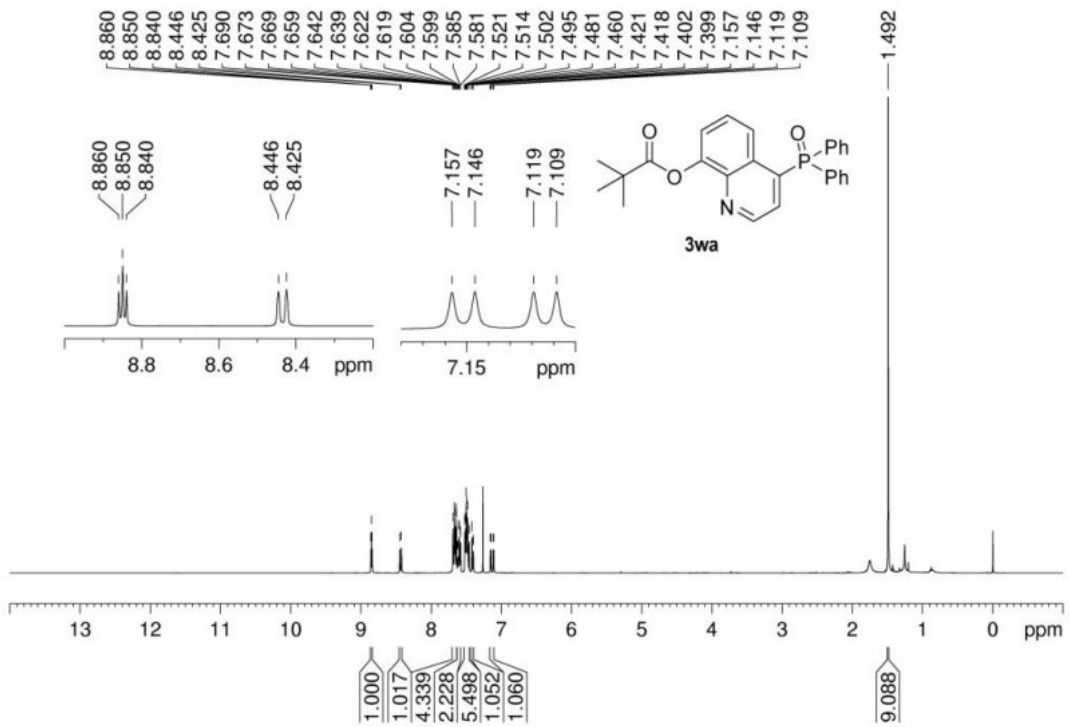 8.860 8.850 8.840 8.446 8.425 7.690 7.673 7.669 7.659 7.642 7.639 7.622 7.619 7.604 7.599 7.585 7.581 7.521 7.514 7.502 7.495 7.481 7.460 7.421 7.418 7.402 7.399 7.157 7.146 7.119 7.109 1.492
8.860 8.850 8.840 8.446 8.425 7.157 7.146 7.119 7.109
O O
P Ph
Ph
O
N
3wa
8.8 8.6 8.4 ppm 7.15 ppm
13 12 11 10 9 8 7 6 5 4 3 2 1 0 ppm
1.000 1.017 4.339 2.228 5.498 1.052 1.060 9.088